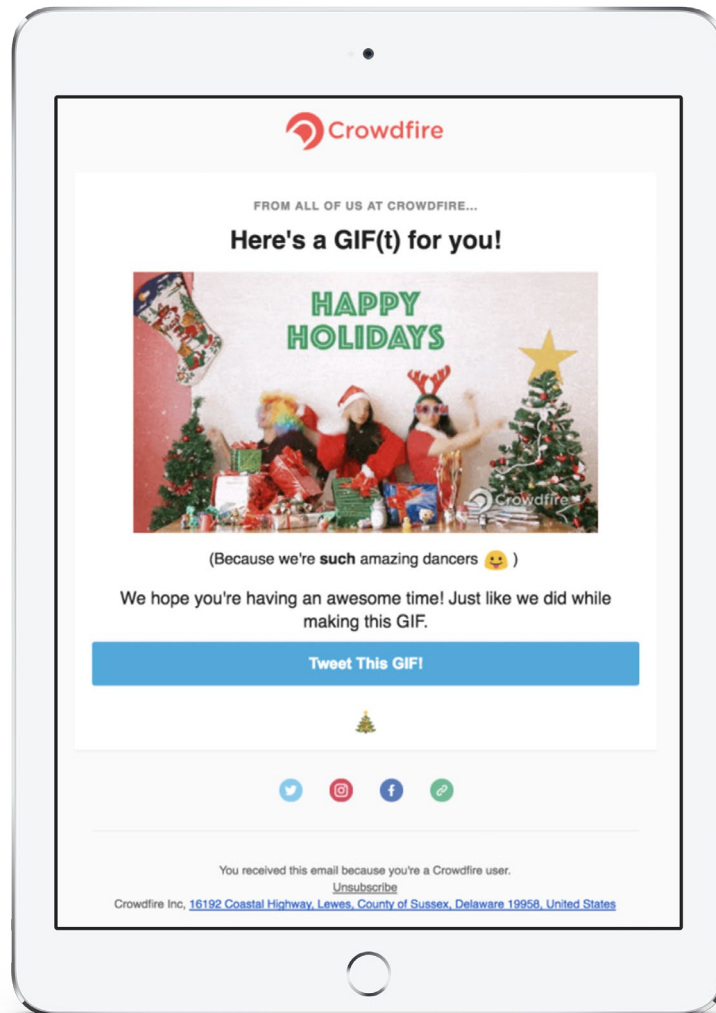 Crowdfire
FROM ALL OF US AT CROWDFIRE...
Here's a GIF(t) for you!
HAPPY
HOLIDAYS
Crowdfire
(Because we're such amazing dancers 😛 )
We hope you're having an awesome time! Just like we did while
making this GIF.
Tweet This GIF!
You received this email because you're a Crowdfire user.
Unsubscribe
Crowdfire Inc, 16192 Coastal Highway, Lewes, County of Sussex, Delaware 19958, United States